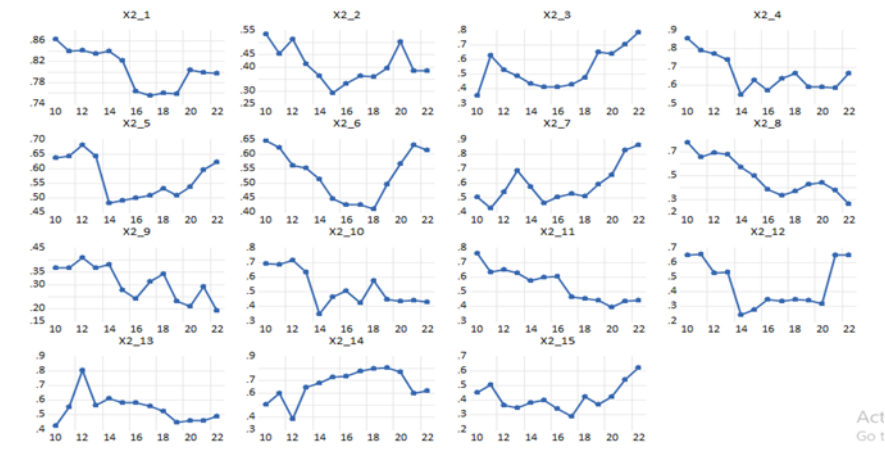 X2_1 X2_2 X2_3 X2_4
.86 .82 .78 .74
10 12 14 16 18 20 22
.55 .45 .40 .30 .25
10 12 14 16 18 20 22
.8 .7 .6 .5 .4 .3
10 12 14 16 18 20 22
.9 .8 .7 .6 .5
10 12 14 16 18 20 22
X2_5 X2_6 X2_7 X2_8
.70 .65 .60 .55 .50 .45
10 12 14 16 18 20 22
.65 .60 .55 .50 .45 .40
10 12 14 16 18 20 22
.9 .8 .7 .6 .5 .4
10 12 14 16 18 20 22
.7 .5 .3 .2
10 12 14 16 18 20 22
X2_9 X2_10 X2_11 X2_12
.45 .35 .30 .20 .15
10 12 14 16 18 20 22
.8 .7 .6 .5 .4 .3
10 12 14 16 18 20 22
.8 .7 .6 .5 .4 .3
10 12 14 16 18 20 22
.7 .6 .5 .4 .3 .2
10 12 14 16 18 20 22
X2_13 X2_14 X2_15
.9 .8 .7 .6 .5 .4
10 12 14 16 18 20 22
.9 .7 .6 .4 .3
10 12 14 16 18 20 22
.7 .6 .5 .4 .3 .2
10 12 14 16 18 20 22
Act
Go t